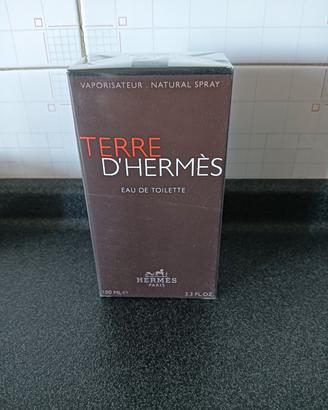 VAPORISATEUR . NATURAL SPRAY
TERRE
D'HERMÈS
EAU DE TOILETTE
HERMÈS
PARIS
100 ML℮ 3.3 FL.OZ.